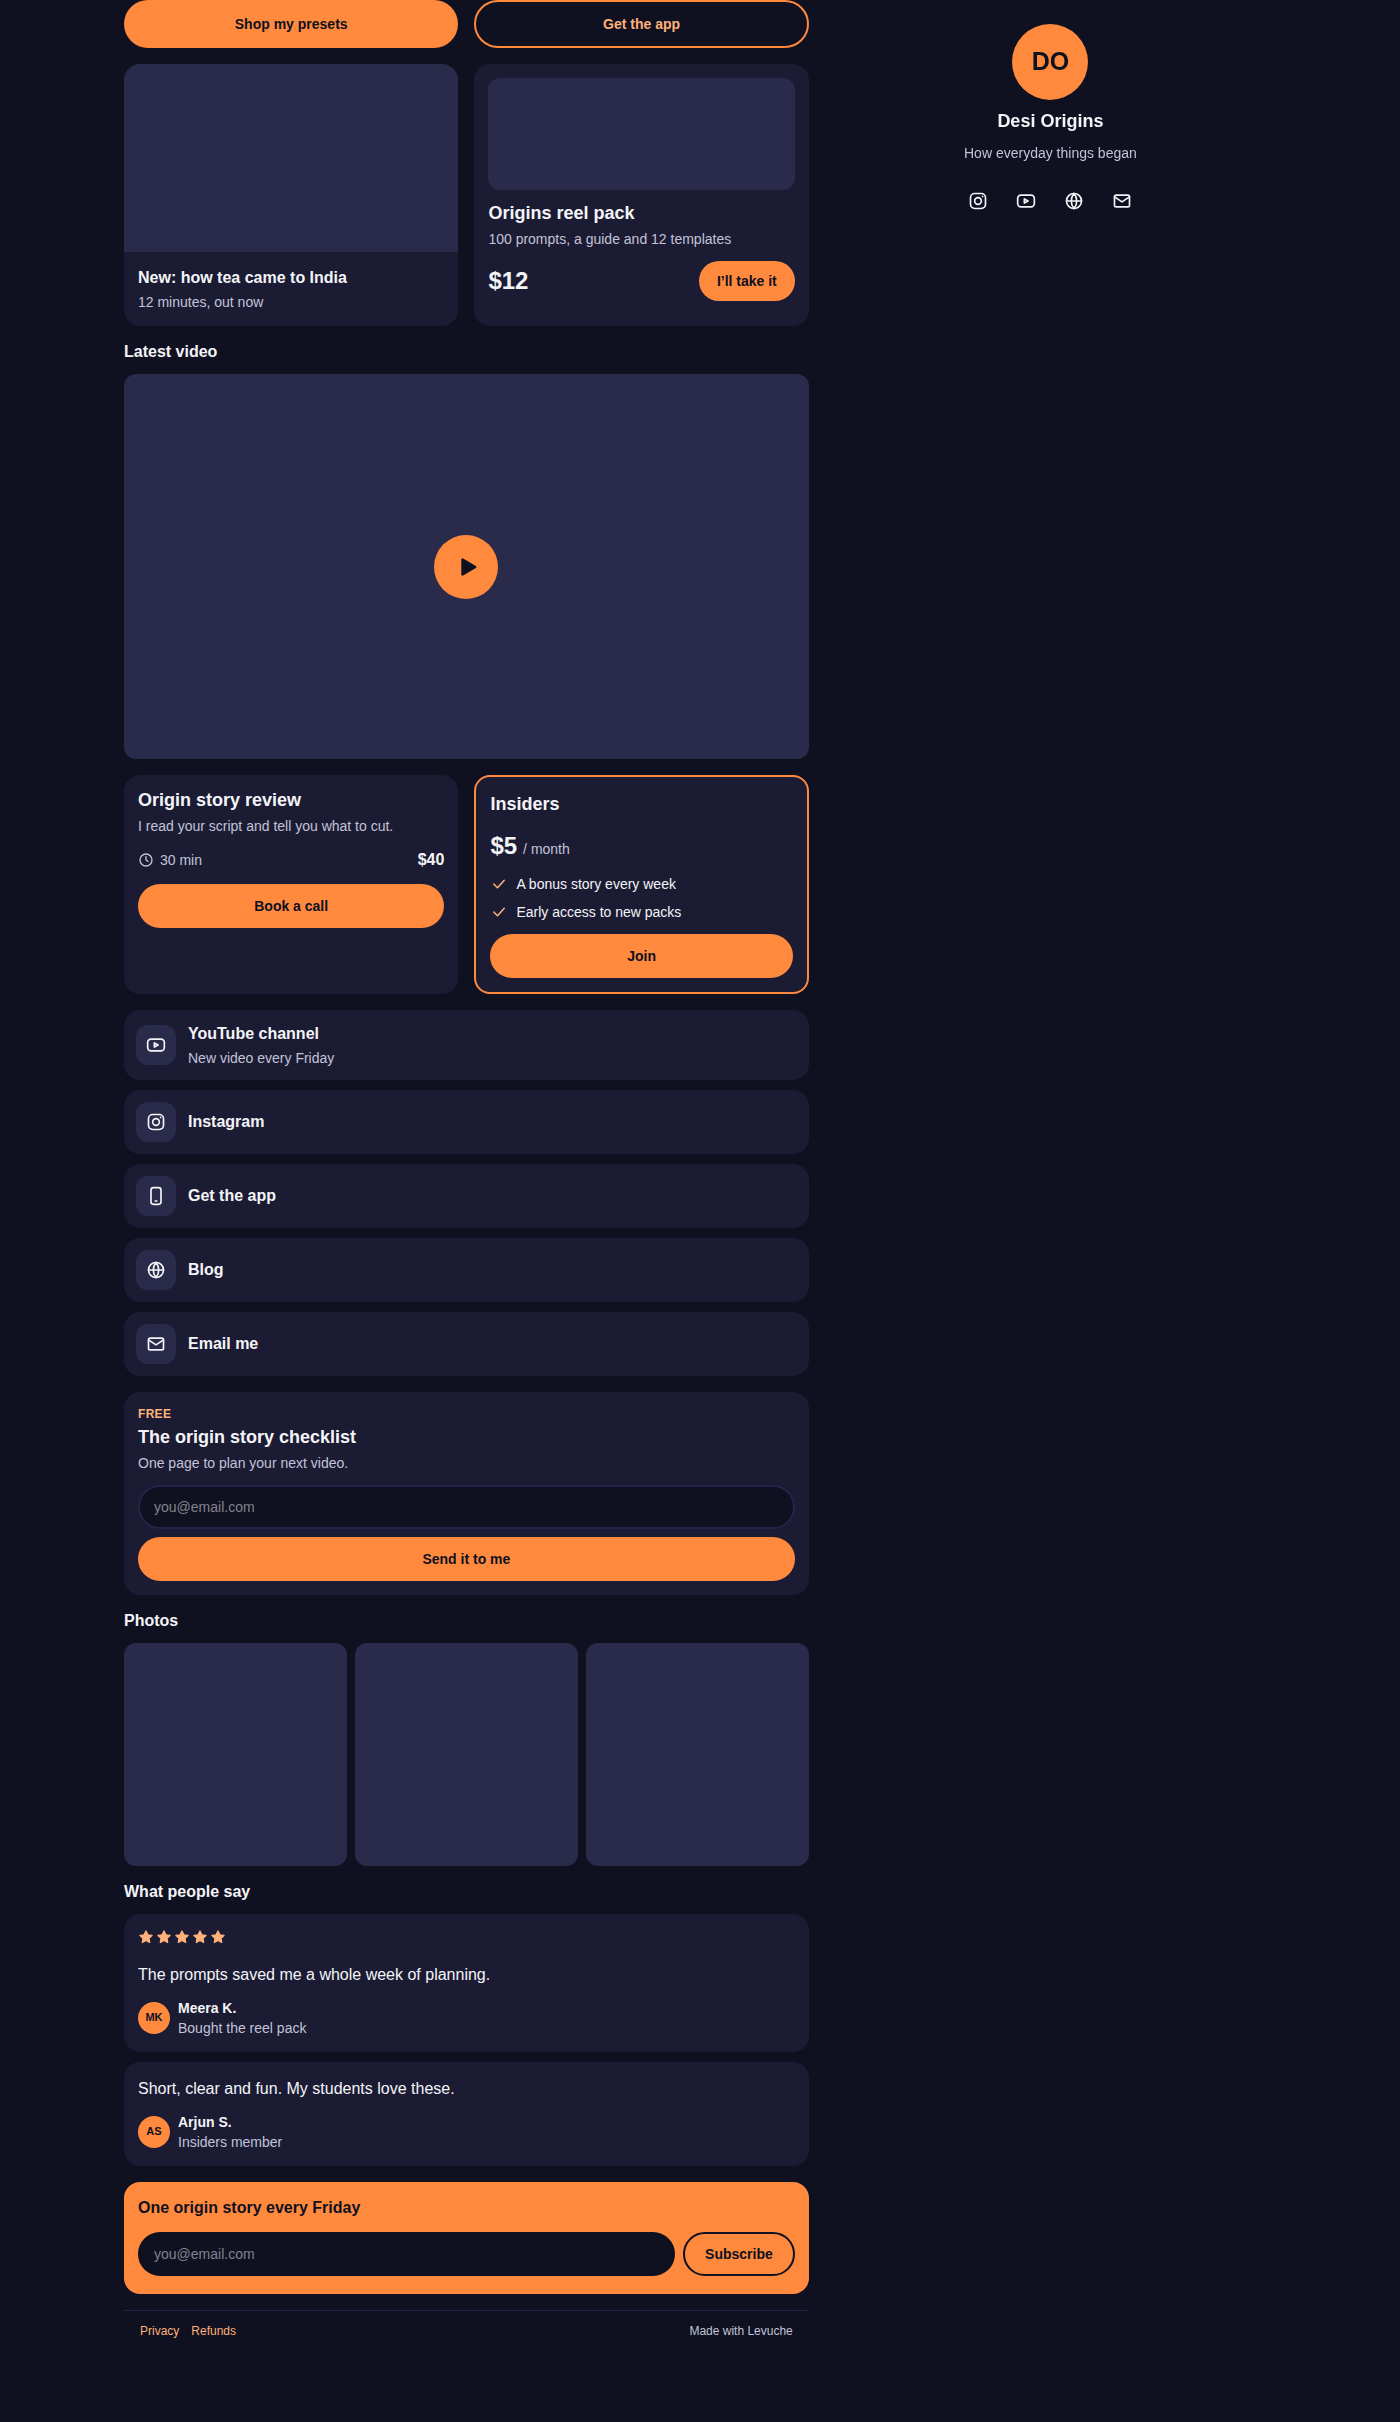 Shop my presets
Get the app
DO
Desi Origins
How everyday things began
New: how tea came to India
12 minutes, out now
Origins reel pack
100 prompts, a guide and 12 templates
$12
I’ll take it
Latest video
Origin story review
I read your script and tell you what to cut.
30 min
$40
Book a call
Insiders
$5 / month
A bonus story every week
Early access to new packs
Join
YouTube channel
New video every Friday
Instagram
Get the app
Blog
Email me
FREE
The origin story checklist
One page to plan your next video.
you@email.com
Send it to me
Photos
What people say
The prompts saved me a whole week of planning.
MK
Meera K.
Bought the reel pack
Short, clear and fun. My students love these.
AS
Arjun S.
Insiders member
One origin story every Friday
you@email.com
Subscribe
Privacy
Refunds
Made with Levuche